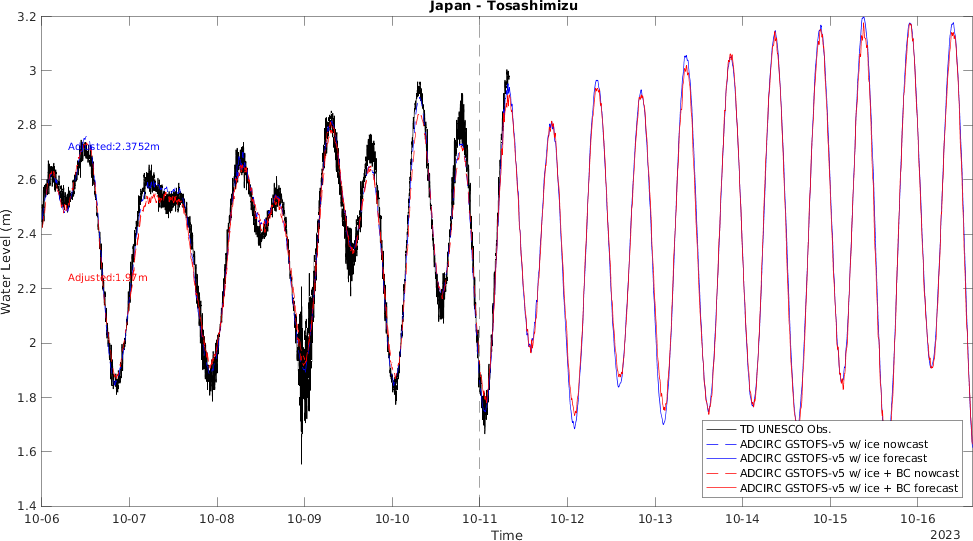 Japan - Tosashimizu
3.2
3
2.8
2.6
2.4
2.2
2
1.8
1.6
1.4
Water Level (m)
Adjusted:2.3752m
Adjusted:1.97m
TD UNESCO Obs.
ADCIRC GSTOFS-v5 w/ ice nowcast
ADCIRC GSTOFS-v5 w/ ice forecast
ADCIRC GSTOFS-v5 w/ ice + BC nowcast
ADCIRC GSTOFS-v5 w/ ice + BC forecast
10-06 10-07 10-08 10-09 10-10 10-11 10-12 10-13 10-14 10-15 10-16
Time
2023